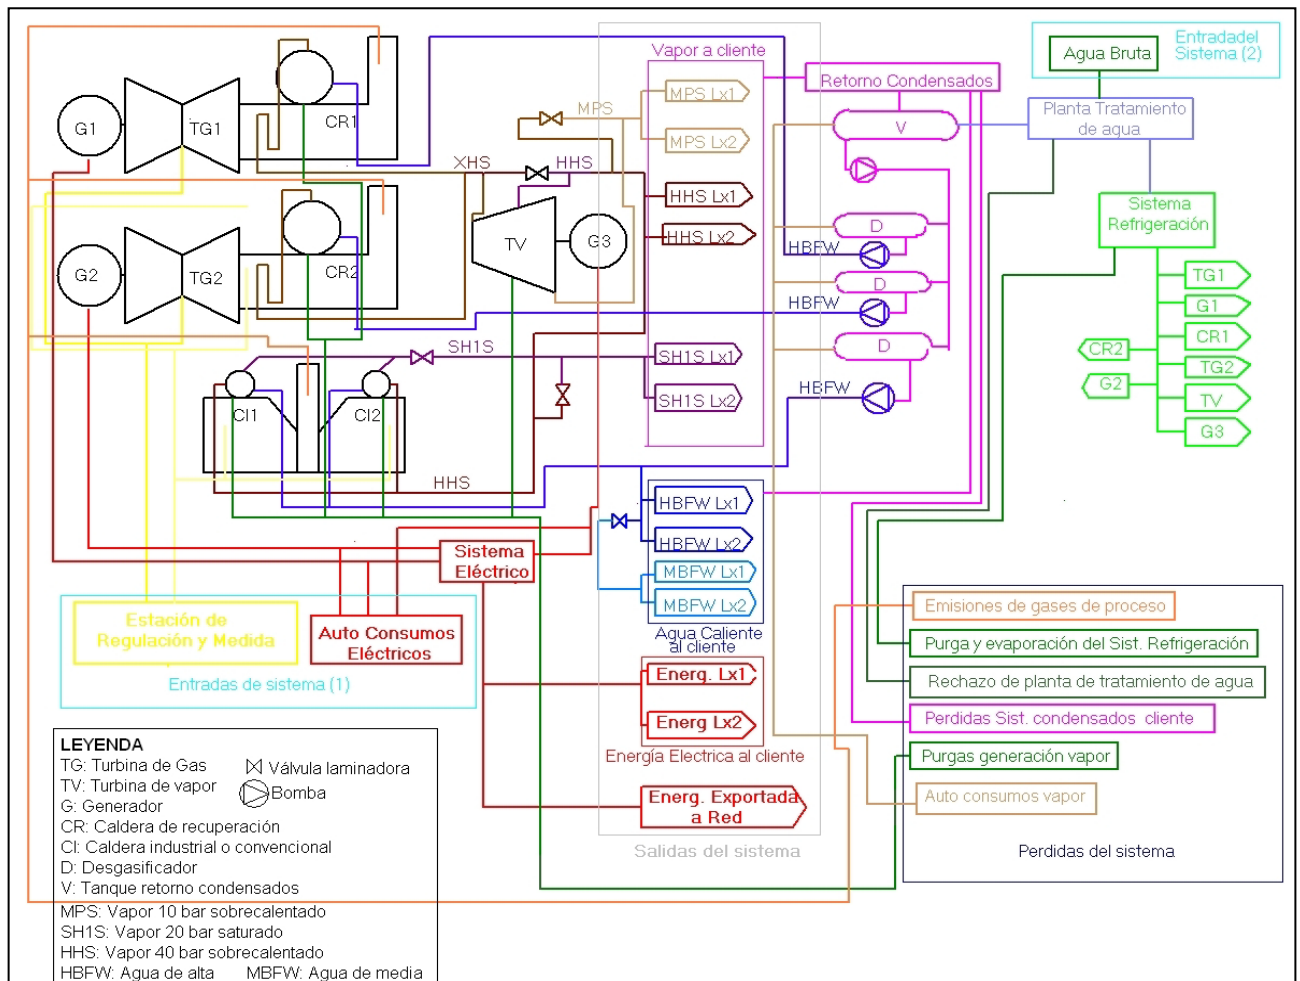 Vapor a cliente
Retorno Condensados
Agua Bruta
Entradadel
Sistema (2)
Planta Tratamiento
de agua
MPS
MPS Lx1
MPS Lx2
V
G1
TG1
CR1
XHS
HHS
HHS Lx1
HHS Lx2
Sistema
Refrigeración
D
HBFW
TV
G3
G2
TG2
CR2
D
HBFW
TG1
G1
CR1
CR2
TG2
G2
TV
G3
SH1S
SH1S Lx1
SH1S Lx2
D
HBFW
CI1
CI2
HHS
HBFW Lx1
HBFW Lx2
MBFW Lx1
MBFW Lx2
Agua Caliente
al cliente
Sistema
Eléctrico
Estación de
Regulación y Medida
Auto Consumos
Eléctricos
Entradas de sistema (1)
Energ. Lx1
Energ Lx2
Energía Electrica al cliente
Energ. Exportada
a Red
Salidas del sistema
Emisiones de gases de proceso
Purga y evaporación del Sist. Refrigeración
Rechazo de planta de tratamiento de agua
Perdidas Sist. condensados cliente
Purgas generación vapor
Auto consumos vapor
Perdidas del sistema
LEYENDA
TG: Turbina de Gas
Válvula laminadora
TV: Turbina de vapor
Bomba
G: Generador
CR: Caldera de recuperación
CI: Caldera industrial o convencional
D: Desgasificador
V: Tanque retorno condensados
MPS: Vapor 10 bar sobrecalentado
SH1S: Vapor 20 bar saturado
HHS: Vapor 40 bar sobrecalentado
HBFW: Agua de alta MBFW: Agua de media